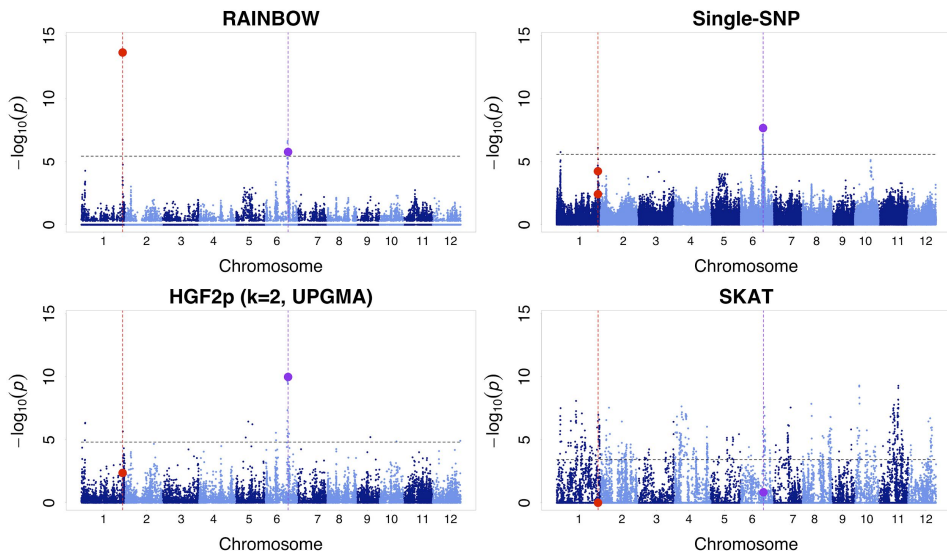 RAINBOW
−log10(p)
15
10
5
0
1 2 3 4 5 6 7 8 9 10 11 12
Chromosome
Single-SNP
−log10(p)
15
10
5
0
1 2 3 4 5 6 7 8 9 10 11 12
Chromosome
HGF2p (k=2, UPGMA)
−log10(p)
15
10
5
0
1 2 3 4 5 6 7 8 9 10 11 12
Chromosome
SKAT
−log10(p)
15
10
5
0
1 2 3 4 5 6 7 8 9 10 11 12
Chromosome